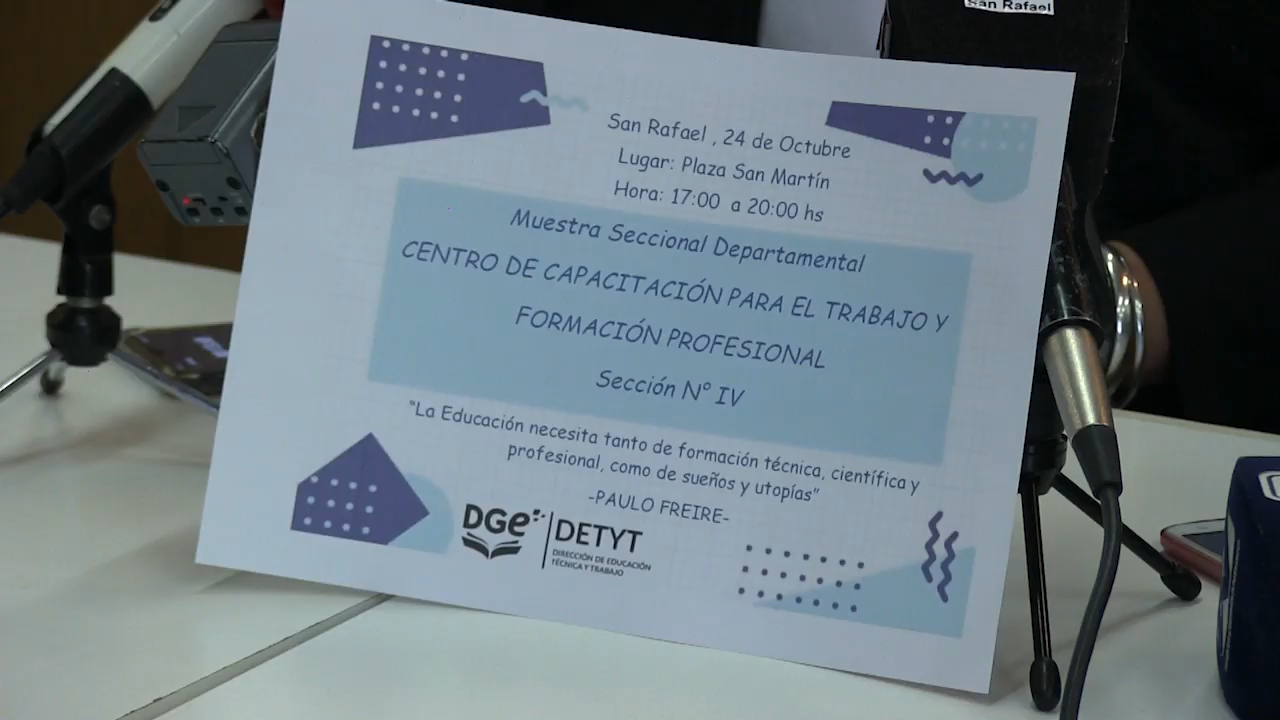 San Rafael
San Rafael , 24 de Octubre
Lugar: Plaza San Martín
Hora: 17:00 a 20:00 hs
Muestra Seccional Departamental
CENTRO DE CAPACITACIÓN PARA EL TRABAJO Y
FORMACIÓN PROFESIONAL
Sección N° IV
"La Educación necesita tanto de formación técnica, científica y
profesional, como de sueños y utopías"
-PAULO FREIRE-
DGe
DETYT
DIRECCIÓN DE EDUCACIÓN
TÉCNICA Y TRABAJO